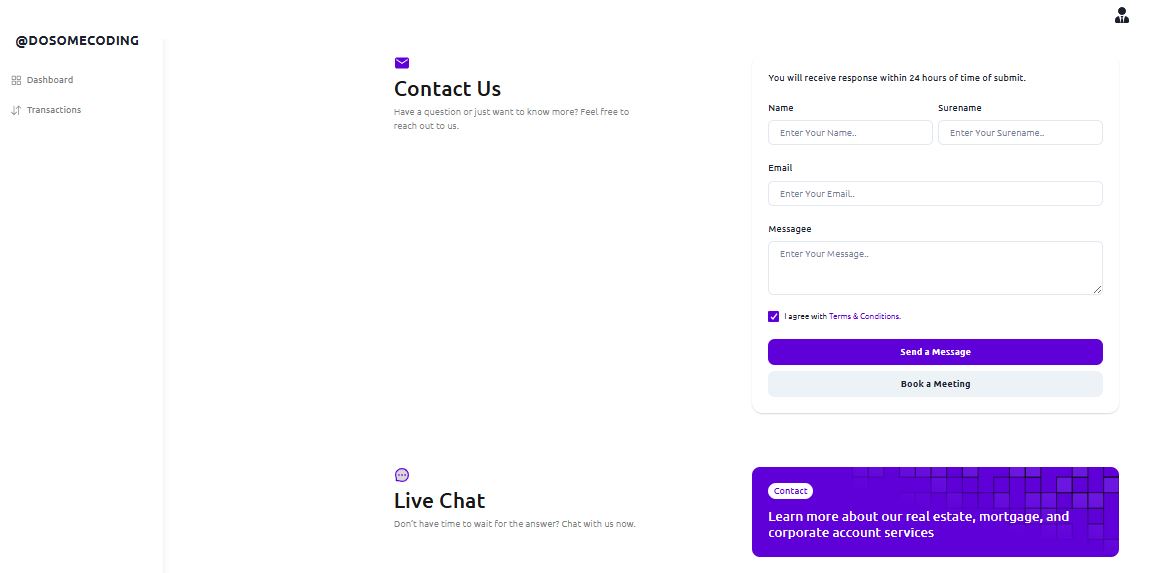 @DOSOMECODING
Dashboard
Transactions
Contact Us
Have a question or just want to know more? Feel free to
reach out to us.
You will receive response within 24 hours of time of submit.
Name
Surename
Enter Your Name..
Enter Your Surename..
Email
Enter Your Email..
Messagee
Enter Your Message..
I agree with Terms & Conditions.
Send a Message
Book a Meeting
Live Chat
Don't have time to wait for the answer? Chat with us now.
Contact
Learn more about our real estate, mortgage, and
corporate account services